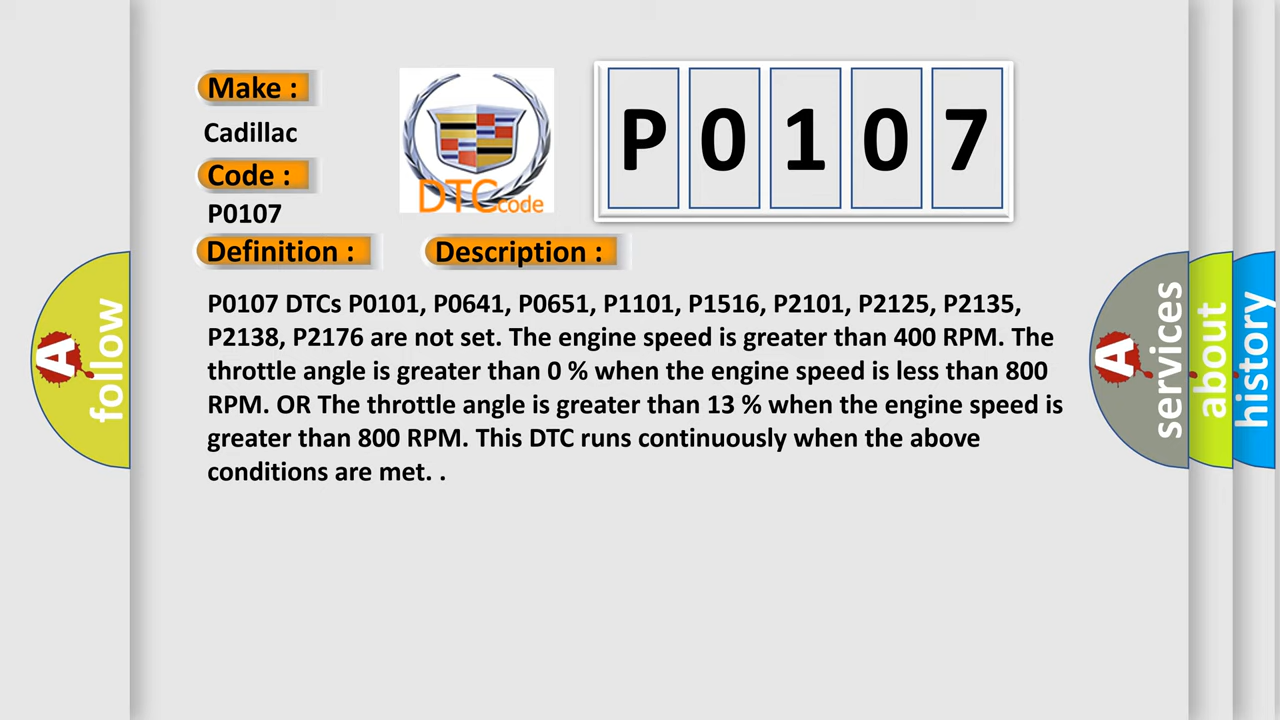 Make :
Cadillac
Code :
P0107
DTCcode
P0107
Definition :
Description :
P0107 DTCs P0101, P0641, P0651, P1101, P1516, P2101, P2125, P2135,
P2138, P2176 are not set. The engine speed is greater than 400 RPM. The
throttle angle is greater than 0 % when the engine speed is less than 800
RPM. OR The throttle angle is greater than 13 % when the engine speed is
greater than 800 RPM. This DTC runs continuously when the above
conditions are met. .
A
follow
A
services
about
history